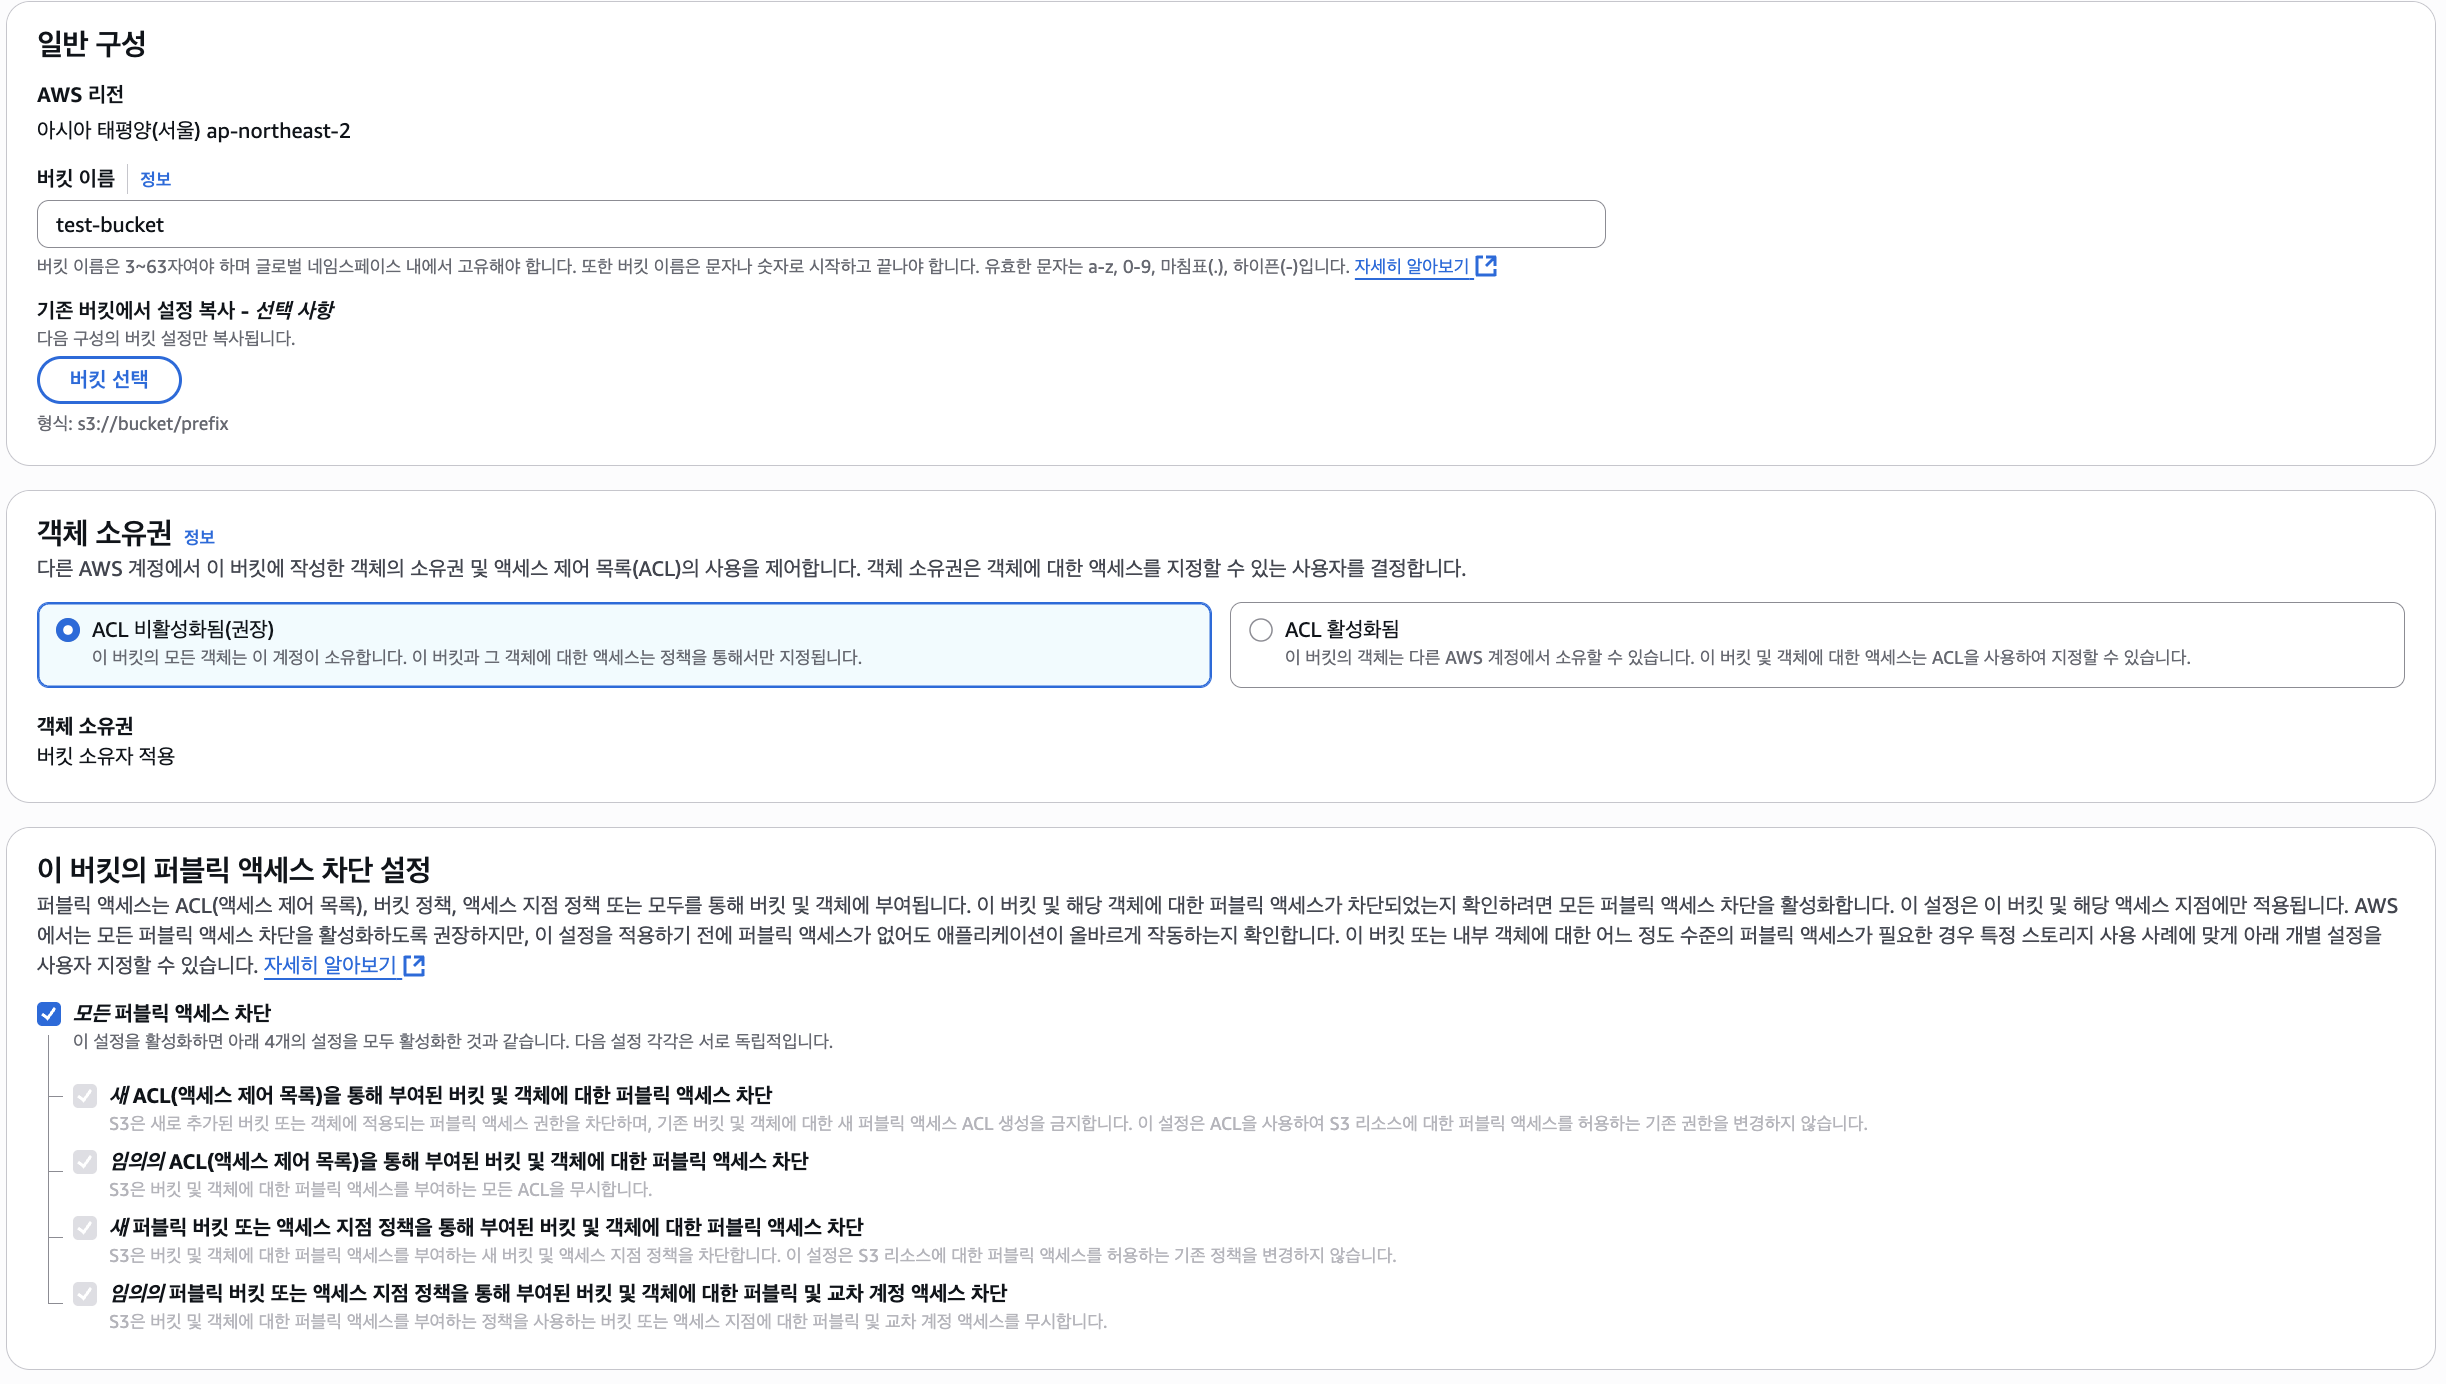 일반 구성
AWS 리전
아시아 태평양(서울) ap-northeast-2
버킷 이름 정보
test-bucket
버킷 이름은 3~63자여야 하며 글로벌 네임스페이스 내에서 고유해야 합니다. 또한 버킷 이름은 문자나 숫자로 시작하고 끝나야 합니다. 유효한 문자는 a-z, 0-9, 마침표(.), 하이픈(-)입니다. 자세히 알아보기
기존 버킷에서 설정 복사 - 선택 사항
다음 구성의 버킷 설정만 복사됩니다.
버킷 선택
형식: s3://bucket/prefix
객체 소유권 정보
다른 AWS 계정에서 이 버킷에 작성한 객체의 소유권 및 액세스 제어 목록(ACL)의 사용을 제어합니다. 객체 소유권은 객체에 대한 액세스를 지정할 수 있는 사용자를 결정합니다.
ACL 비활성화됨(권장)
이 버킷의 모든 객체는 이 계정이 소유합니다. 이 버킷과 그 객체에 대한 액세스는 정책을 통해서만 지정됩니다.
ACL 활성화됨
이 버킷의 객체는 다른 AWS 계정에서 소유할 수 있습니다. 이 버킷 및 객체에 대한 액세스는 ACL을 사용하여 지정할 수 있습니다.
객체 소유권
버킷 소유자 적용
이 버킷의 퍼블릭 액세스 차단 설정
퍼블릭 액세스는 ACL(액세스 제어 목록), 버킷 정책, 액세스 지점 정책 또는 모두를 통해 버킷 및 객체에 부여됩니다. 이 버킷 및 해당 객체에 대한 퍼블릭 액세스가 차단되었는지 확인하려면 모든 퍼블릭 액세스 차단을 활성화합니다. 이 설정은 이 버킷 및 해당 액세스 지점에만 적용됩니다. AWS
에서는 모든 퍼블릭 액세스 차단을 활성화하도록 권장하지만, 이 설정을 적용하기 전에 퍼블릭 액세스가 없어도 애플리케이션이 올바르게 작동하는지 확인합니다. 이 버킷 또는 내부 객체에 대한 어느 정도 수준의 퍼블릭 액세스가 필요한 경우 특정 스토리지 사용 사례에 맞게 아래 개별 설정을
사용자 지정할 수 있습니다. 자세히 알아보기
모든 퍼블릭 액세스 차단
이 설정을 활성화하면 아래 4개의 설정을 모두 활성화한 것과 같습니다. 다음 설정 각각은 서로 독립적입니다.
새 ACL(액세스 제어 목록)을 통해 부여된 버킷 및 객체에 대한 퍼블릭 액세스 차단
S3은 새로 추가된 버킷 또는 객체에 적용되는 퍼블릭 액세스 권한을 차단하며, 기존 버킷 및 객체에 대한 새 퍼블릭 액세스 ACL 생성을 금지합니다. 이 설정은 ACL을 사용하여 S3 리소스에 대한 퍼블릭 액세스를 허용하는 기존 권한을 변경하지 않습니다.
임의의 ACL(액세스 제어 목록)을 통해 부여된 버킷 및 객체에 대한 퍼블릭 액세스 차단
S3은 버킷 및 객체에 대한 퍼블릭 액세스를 부여하는 모든 ACL을 무시합니다.
새 퍼블릭 버킷 또는 액세스 지점 정책을 통해 부여된 버킷 및 객체에 대한 퍼블릭 액세스 차단
S3은 버킷 및 객체에 대한 퍼블릭 액세스를 부여하는 새 버킷 및 액세스 지점 정책을 차단합니다. 이 설정은 S3 리소스에 대한 퍼블릭 액세스를 허용하는 기존 정책을 변경하지 않습니다.
임의의 퍼블릭 버킷 또는 액세스 지점 정책을 통해 부여된 버킷 및 객체에 대한 퍼블릭 및 교차 계정 액세스 차단
S3은 버킷 및 객체에 대한 퍼블릭 액세스를 부여하는 정책을 사용하는 버킷 또는 액세스 지점에 대한 퍼블릭 및 교차 계정 액세스를 무시합니다.